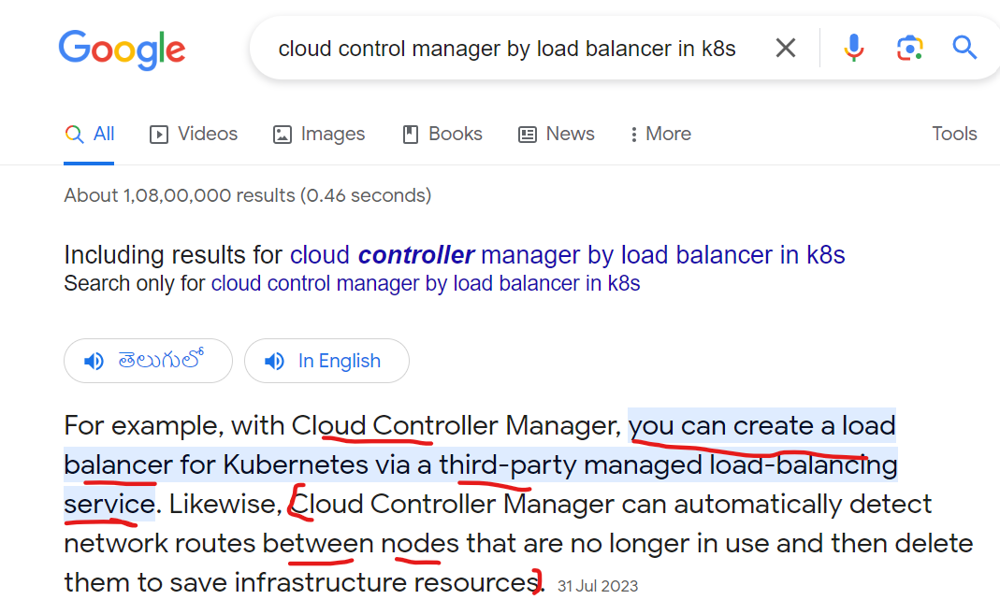 Google
cloud control manager by load balancer in k8s
All Videos Images Books News More Tools
About 1,08,00,000 results (0.46 seconds)
Including results for cloud controller manager by load balancer in k8s
Search only for cloud control manager by load balancer in k8s
తెలుగులో In English
For example, with Cloud Controller Manager, you can create a load
balancer for Kubernetes via a third-party managed load-balancing
service. Likewise, Cloud Controller Manager can automatically detect
network routes between nodes that are no longer in use and then delete
them to save infrastructure resources. 31 Jul 2023